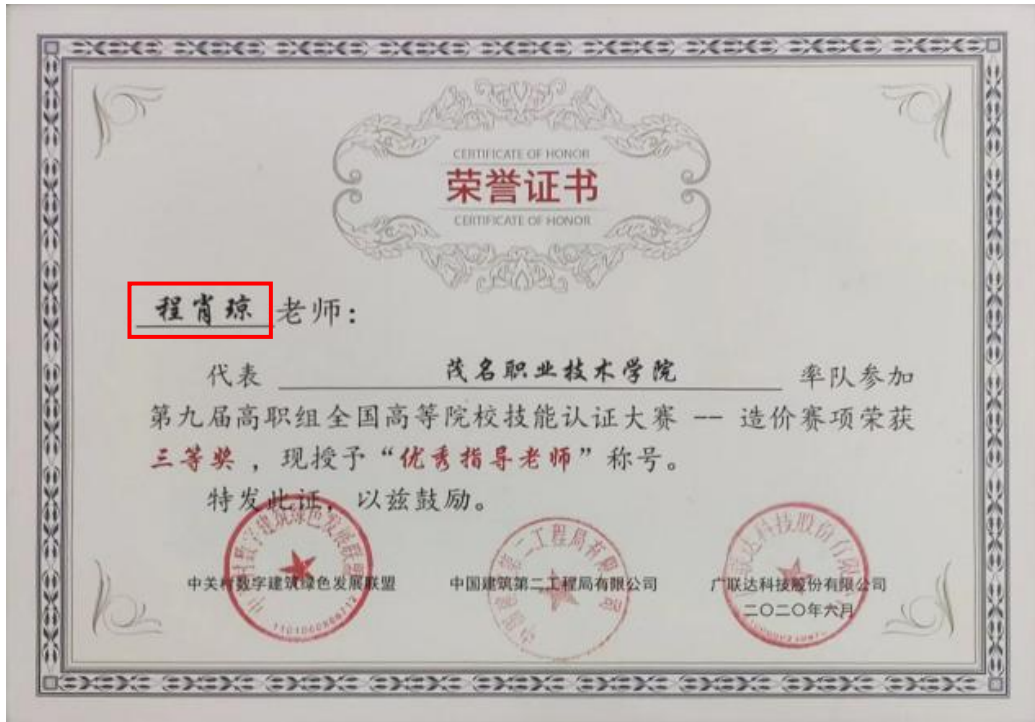 CERTIFICATE OF HONOR
荣誉证书
CERTIFICATE OF HONOR
程肖琼 老师：
代表 茂名职业技术学院 率队参加
第九届高职组全国高等院校技能认证大赛 -- 造价赛项荣获
三等奖 ，现授予“优秀指导老师”称号。
特发此证，以兹鼓励。
中关村数字建筑绿色发展联盟 中国建筑第二工程局有限公司 广联达科技股份有限公司
二〇二〇年六月